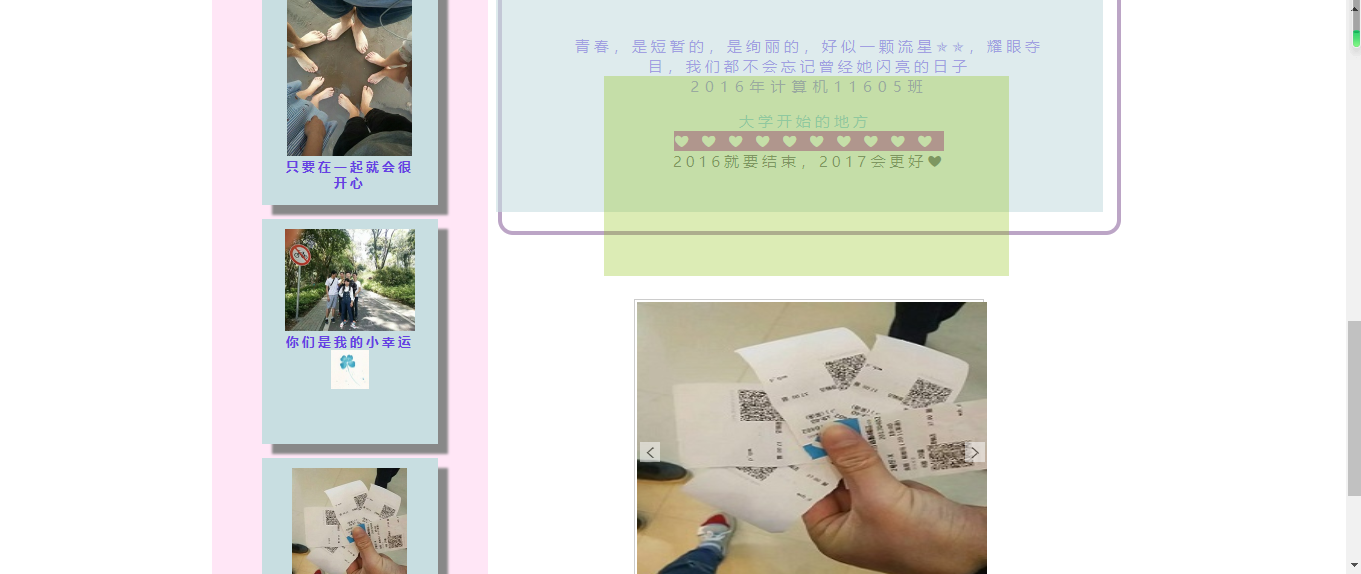 只要在一起就会很
开心
你们是我的小幸运
青春，是短暂的，是绚丽的，好似一颗流星★★，耀眼夺
目，我们都不会忘记曾经她闪亮的日子
2016年计算机11605班
大学开始的地方
♥ ♥ ♥ ♥ ♥ ♥ ♥ ♥ ♥ ♥
2016就要结束，2017会更好♥